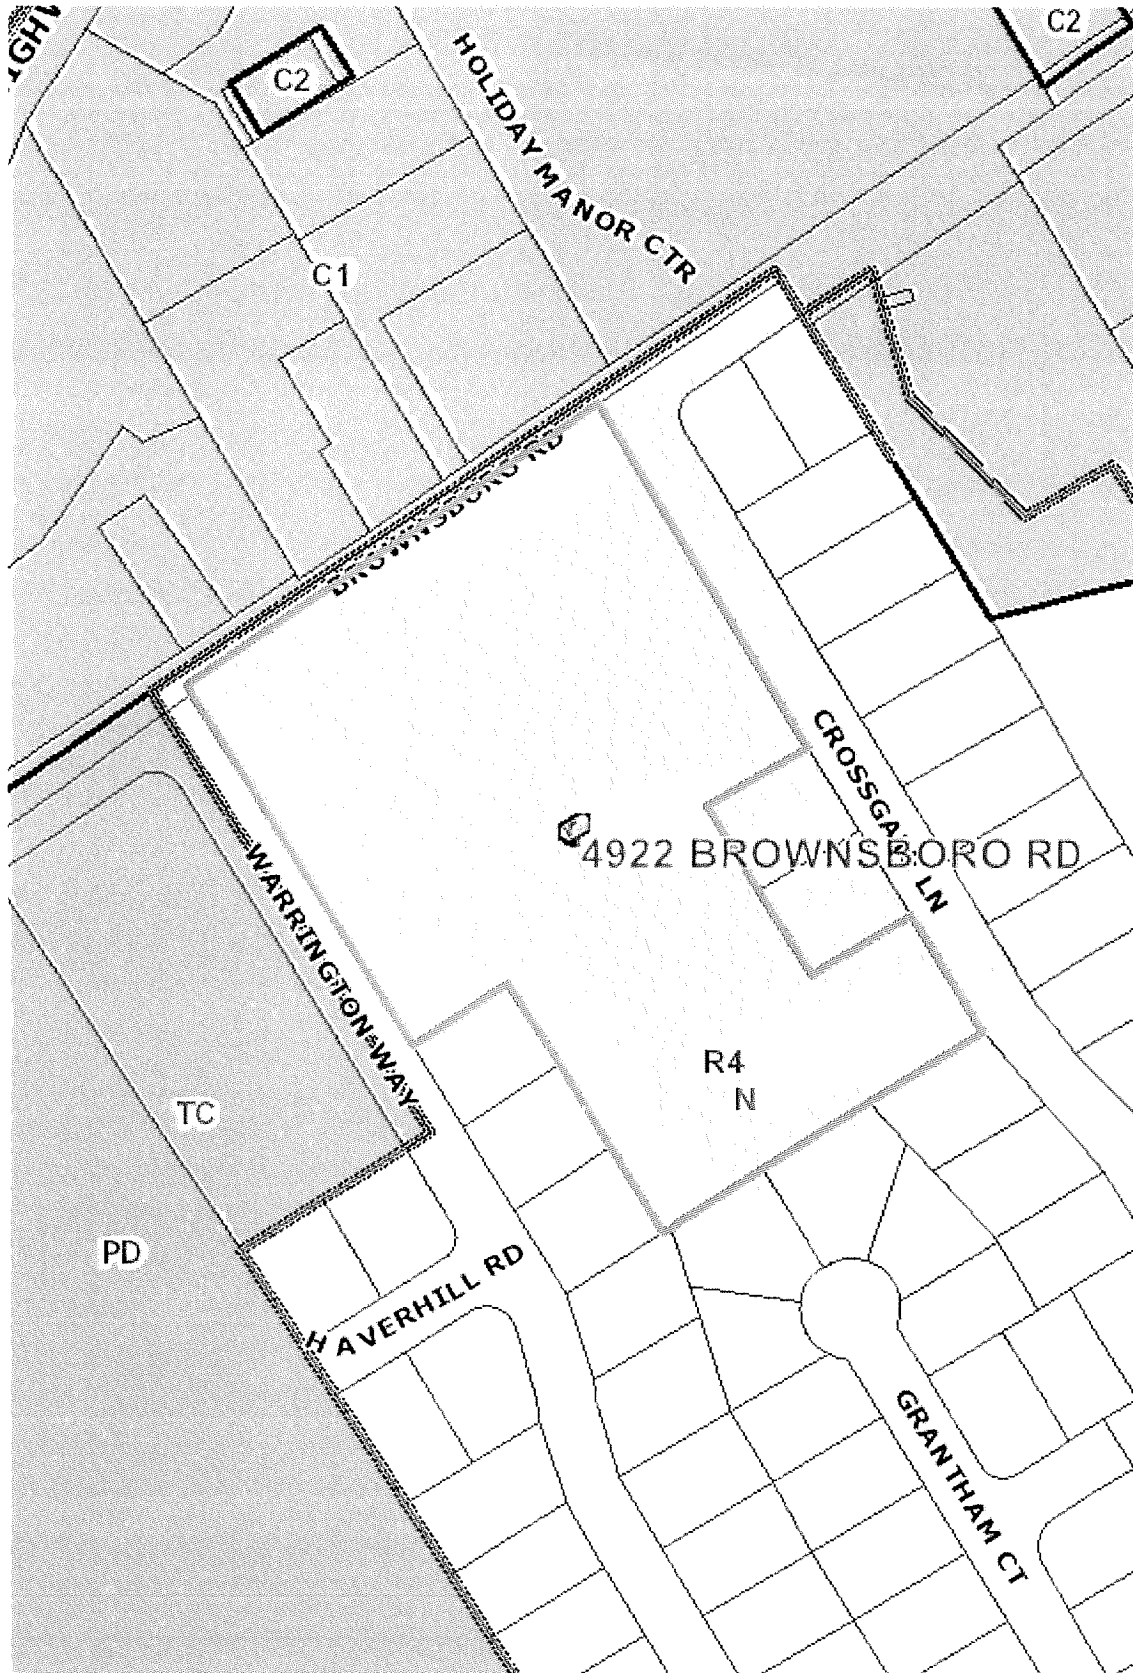 IGHW
C2
C2
HOLIDAY MANOR CTR
C1
BROWNSBORO RD
CROSSGATE LN
4922 BROWNSBORO RD
WARRINGTON WAY
R4
N
TC
PD
HAVERHILL RD
GRANTHAM CT